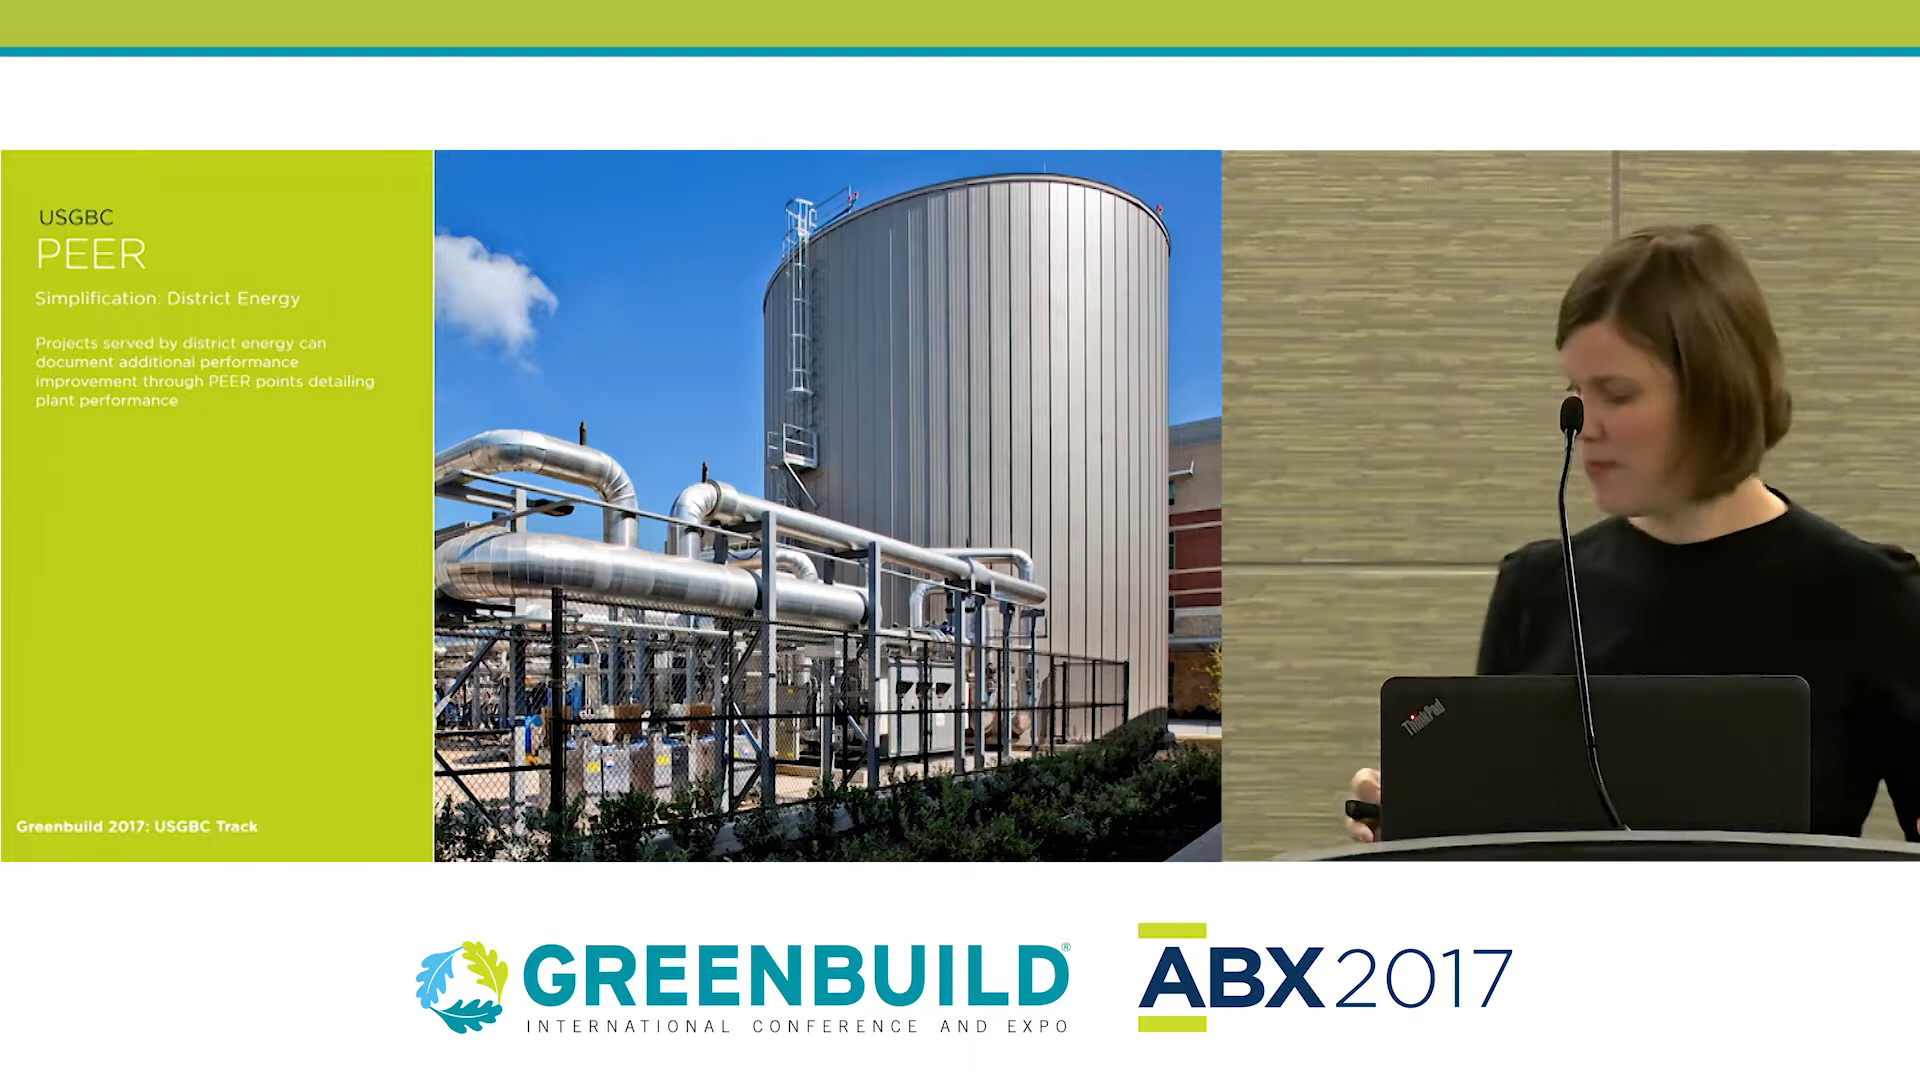 USGBC
PEER
Simplification: District Energy
Projects served by district energy can
document additional performance
improvement through PEER points detailing
plant performance
Greenbuild 2017: USGBC Track
ThinkPad
GREENBUILD®
INTERNATIONAL CONFERENCE AND EXPO
ABX2017